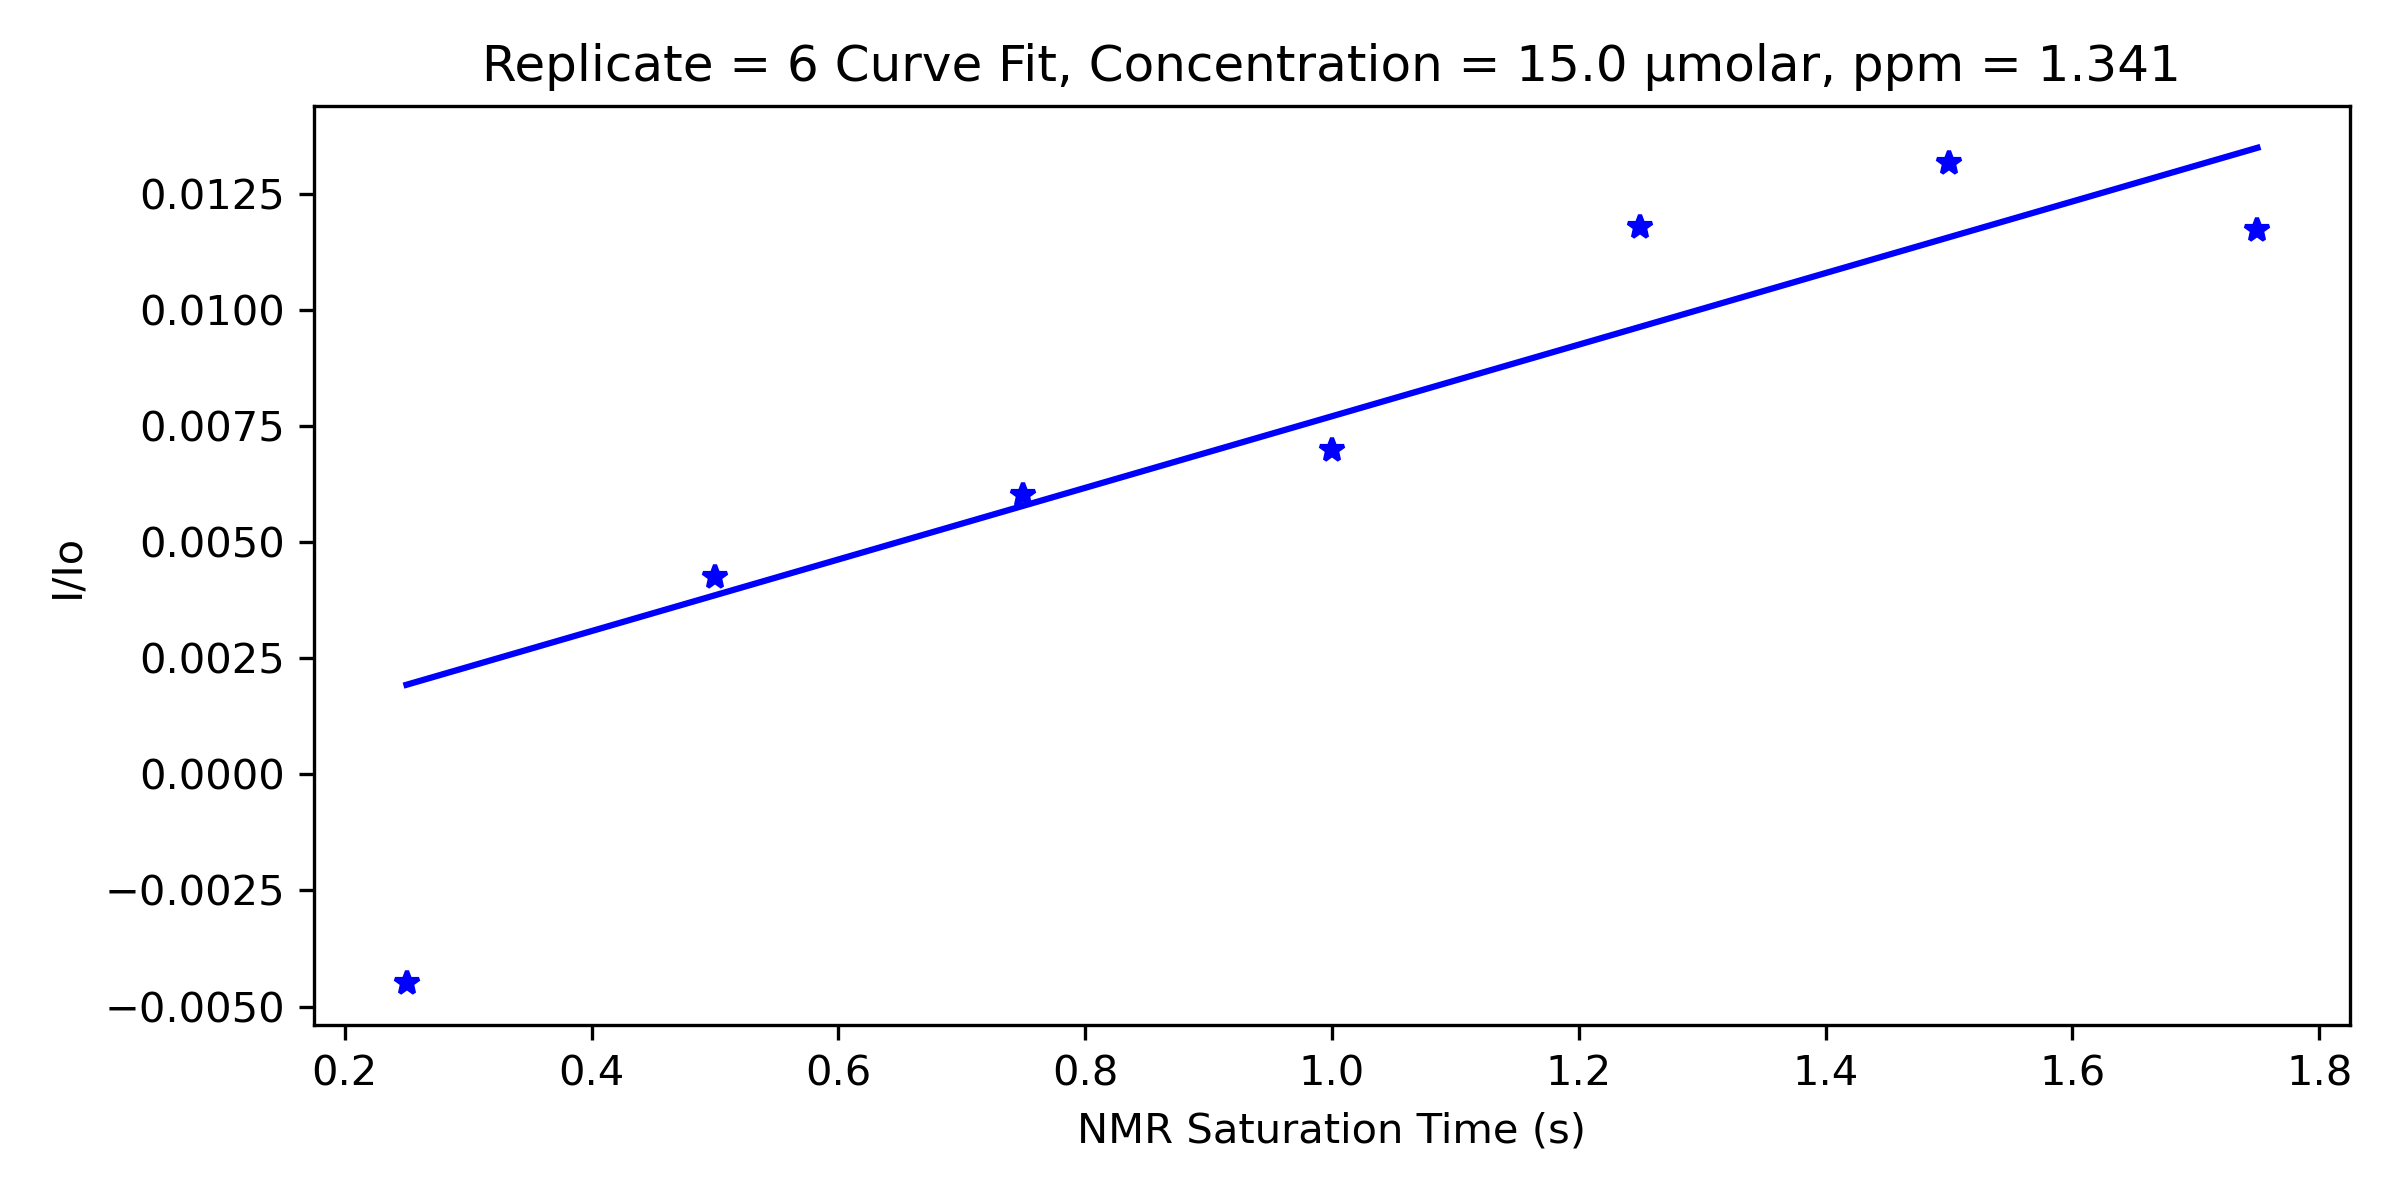 Replicate = 6 Curve Fit, Concentration = 15.0 μmolar, ppm = 1.341
0.0125
0.0100
0.0075
0.0050
0.0025
0.0000
−0.0025
−0.0050
I/Io
0.2 0.4 0.6 0.8 1.0 1.2 1.4 1.6 1.8
NMR Saturation Time (s)